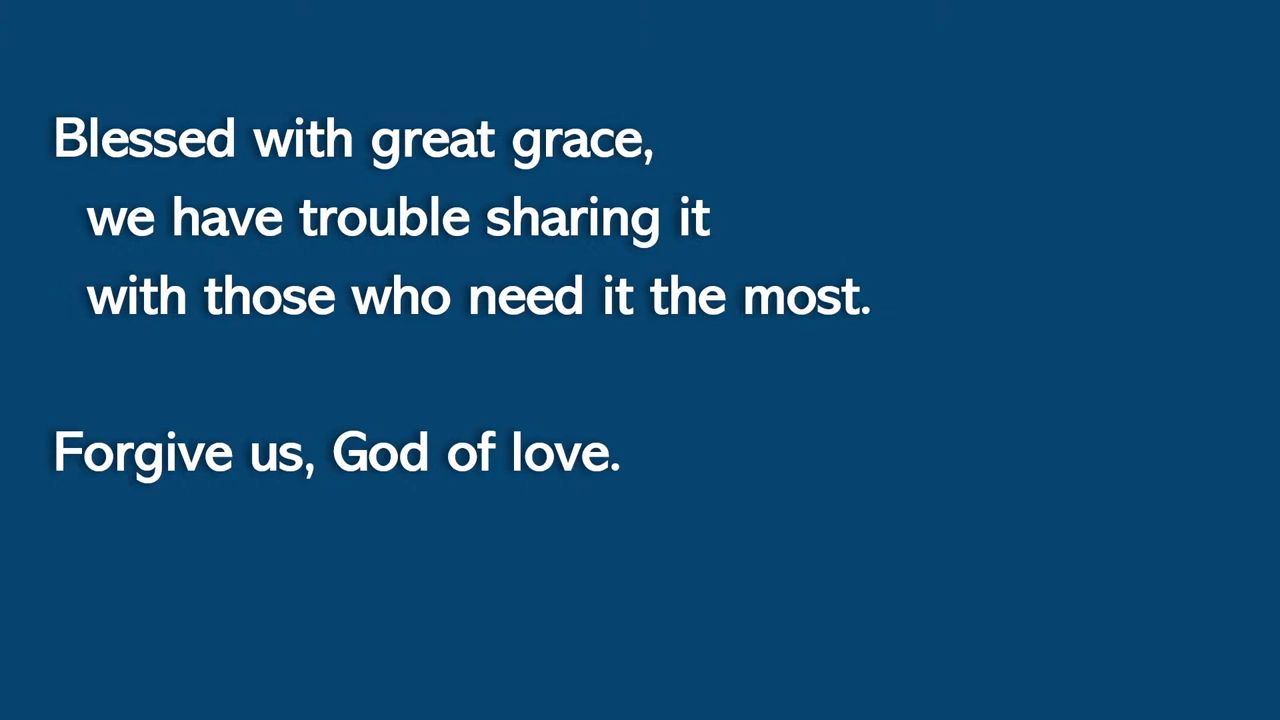 Blessed with great grace,
we have trouble sharing it
with those who need it the most.
Forgive us, God of love.